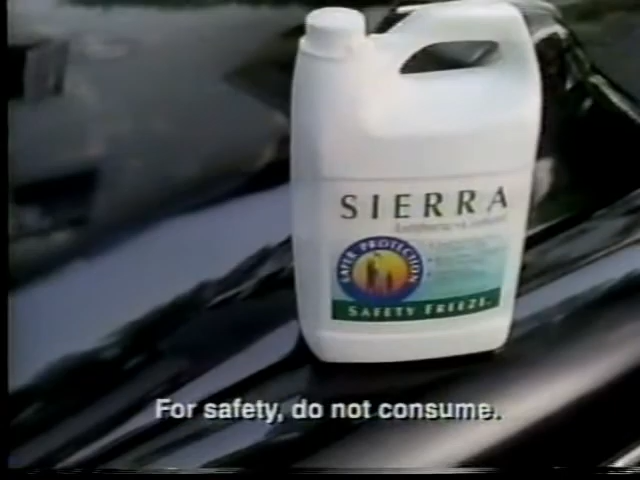 SIERRA
SAFER PROTECTION
SAFETY FREEZE.
For safety, do not consume.